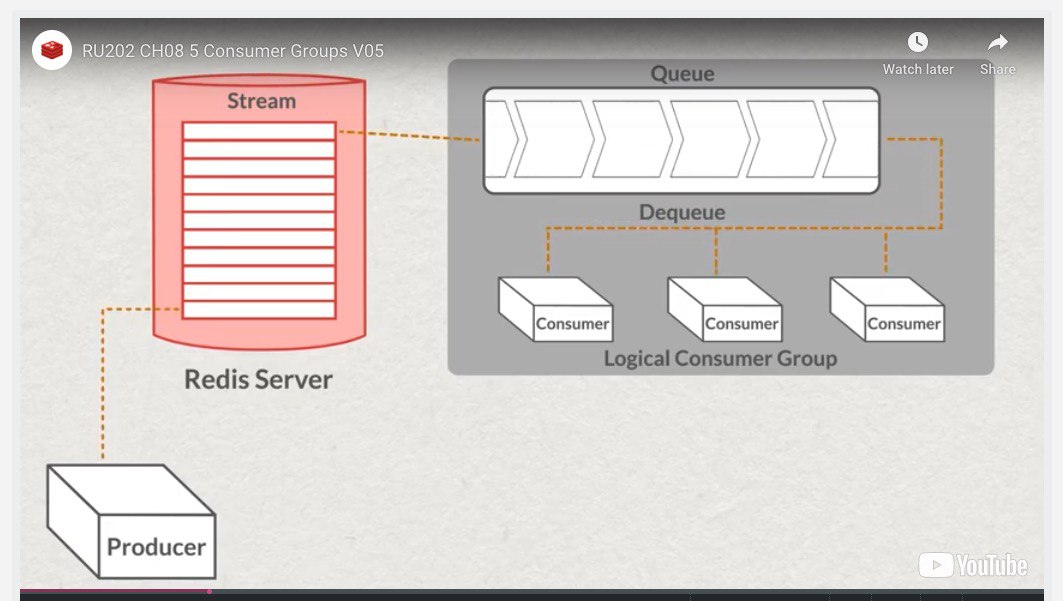 RU202 CH08 5 Consumer Groups V05
Watch later
Share
Stream
Queue
Dequeue
Consumer
Consumer
Consumer
Logical Consumer Group
Redis Server
Producer
YouTube